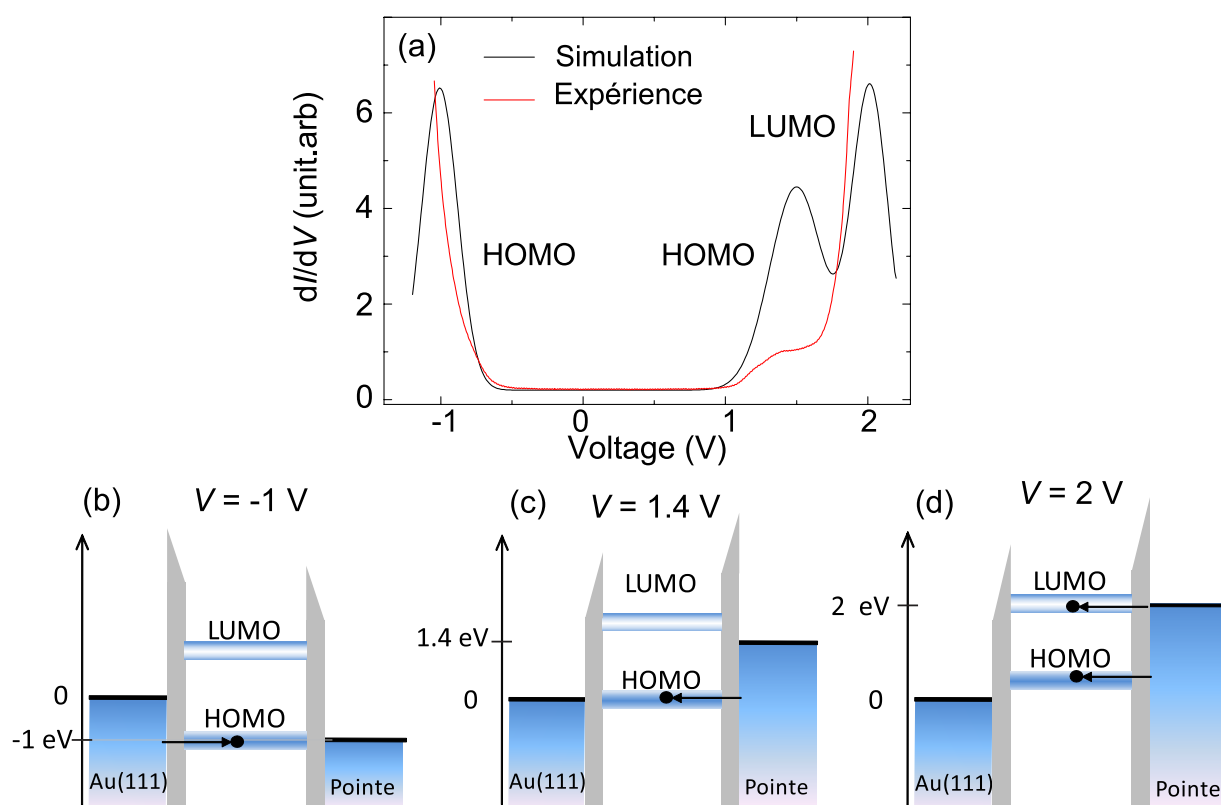 (a)
Simulation
Expérience
LUMO
HOMO
HOMO
dI/dV (unit.arb)
6
4
2
0
-1
0
1
2
Voltage (V)
(b)
V = -1 V
LUMO
0
HOMO
-1 eV
Au(111)
Pointe
(c)
V = 1.4 V
LUMO
1.4 eV
HOMO
0
Au(111)
Pointe
(d)
V = 2 V
LUMO
2 eV
HOMO
0
Au(111)
Pointe